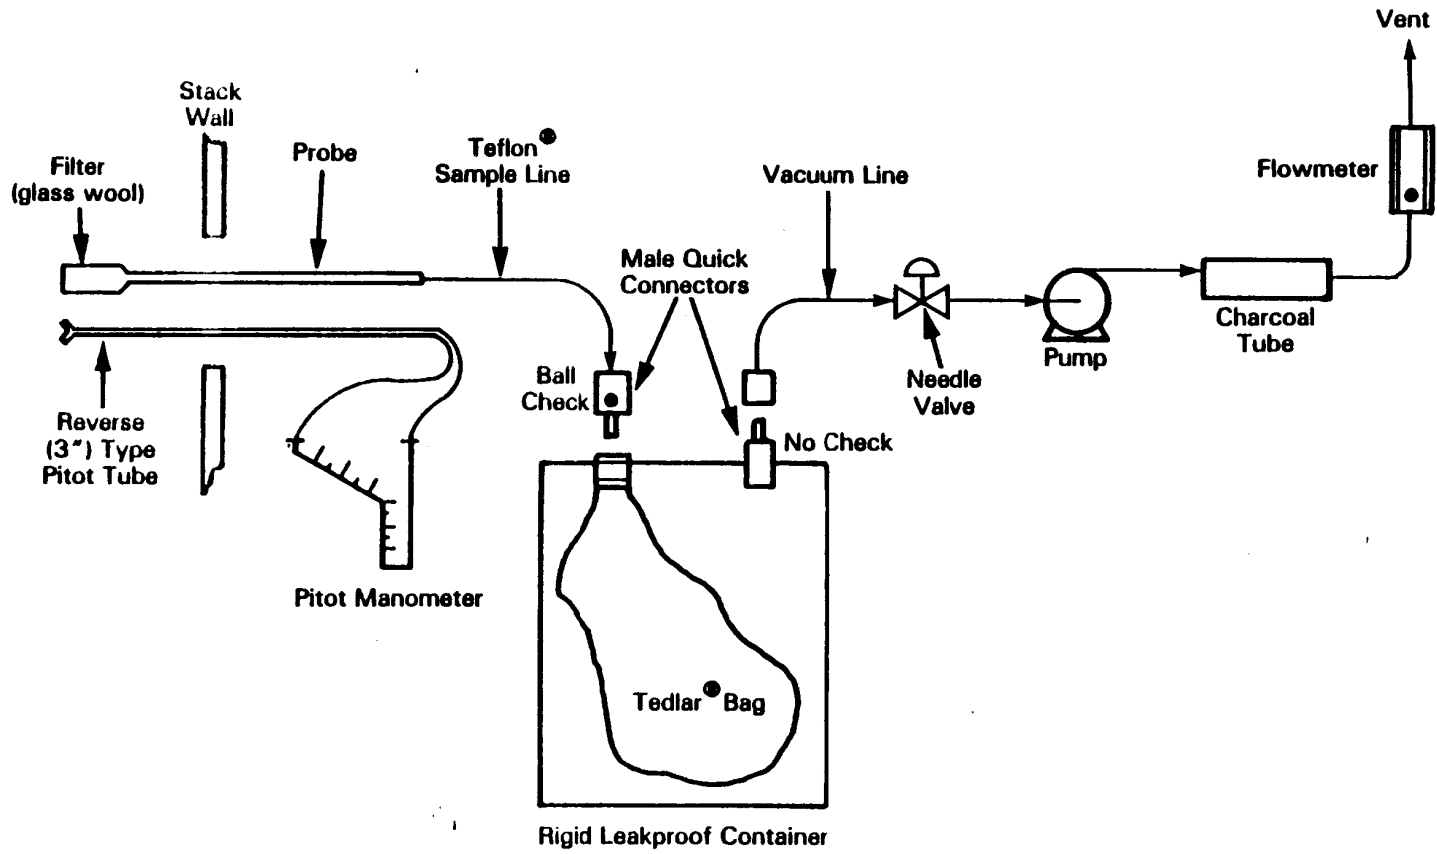 Vent
Stack
Wall
Filter
(glass wool)
Probe
Teflon®
Sample Line
Vacuum Line
Flowmeter
Male Quick
Connectors
Charcoal
Tube
Pump
Needle
Valve
Ball
Check
No Check
Reverse
(3") Type
Pitot Tube
Pitot Manometer
Tedlar® Bag
Rigid Leakproof Container